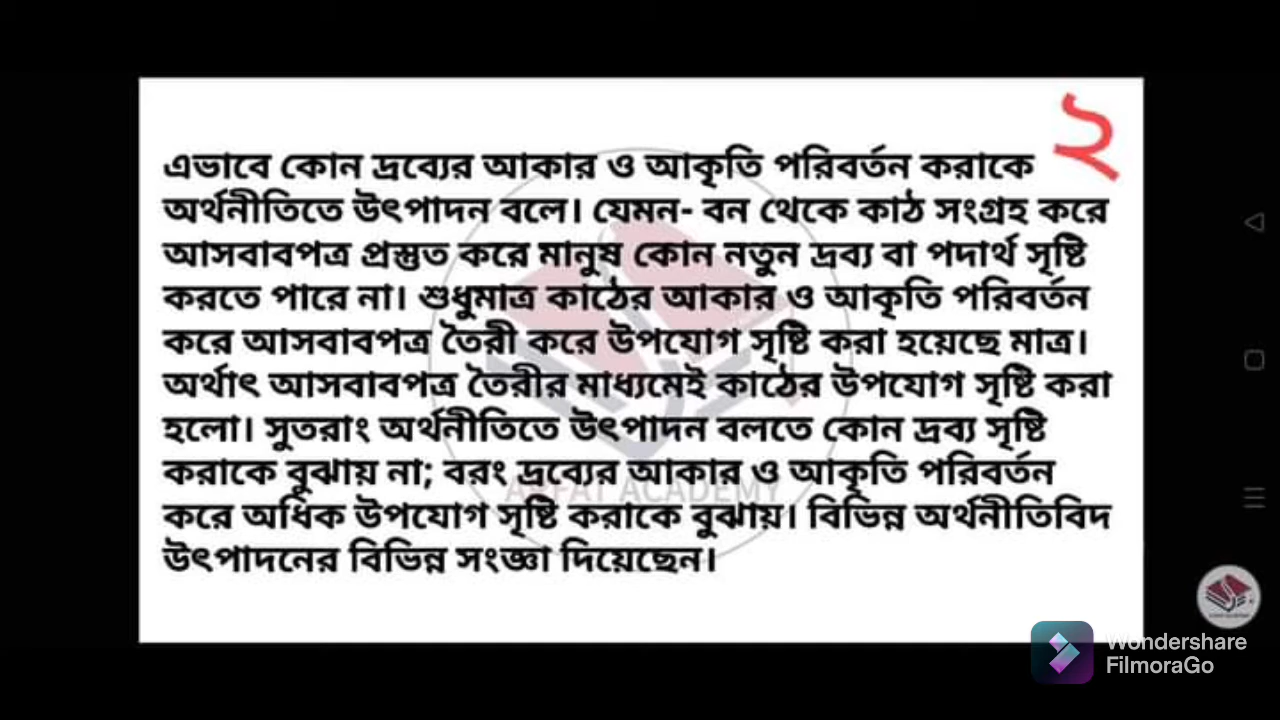 ২
এভাবে কোন দ্রব্যের আকার ও আকৃতি পরিবর্তন করাকে
অর্থনীতিতে উৎপাদন বলে। যেমন- বন থেকে কাঠ সংগ্রহ করে
আসবাবপত্র প্রস্তুত করে মানুষ কোন নতুন দ্রব্য বা পদার্থ সৃষ্টি
করতে পারে না। শুধুমাত্র কাঠের আকার ও আকৃতি পরিবর্তন
করে আসবাবপত্র তৈরী করে উপযোগ সৃষ্টি করা হয়েছে মাত্র।
অর্থাৎ আসবাবপত্র তৈরীর মাধ্যমেই কাঠের উপযোগ সৃষ্টি করা
হলো। সুতরাং অর্থনীতিতে উৎপাদন বলতে কোন দ্রব্য সৃষ্টি
করাকে বুঝায় না; বরং দ্রব্যের আকার ও আকৃতি পরিবর্তন
করে অধিক উপযোগ সৃষ্টি করাকে বুঝায়। বিভিন্ন অর্থনীতিবিদ
উৎপাদনের বিভিন্ন সংজ্ঞা দিয়েছেন।
ACADEMY
Wondershare
FilmoraGo